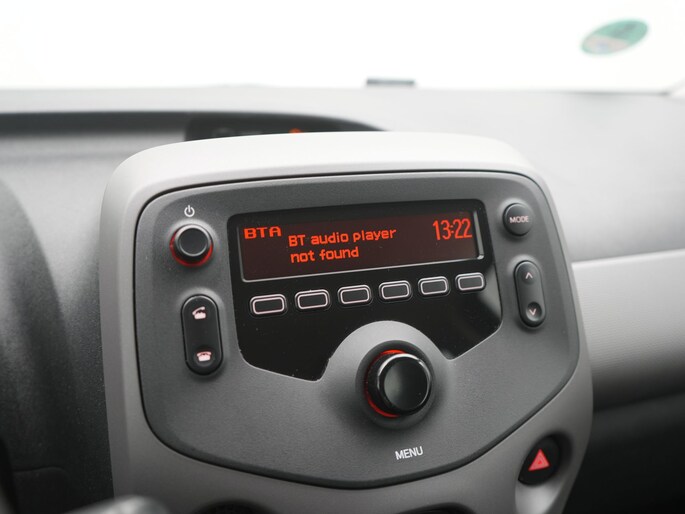 BTA
BT audio player
not found
13:22
MODE
MENU